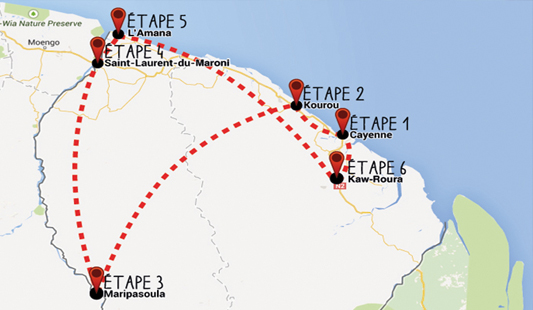 -Wia Nature Preserve
Moengo
ÉTAPE 5
L'Amana
ÉTAPE 4
Saint-Laurent-du-Maroni
ÉTAPE 2
Kourou
ÉTAPE 1
Cayenne
ÉTAPE 6
Kaw-Roura
N2
ÉTAPE 3
Maripasoula